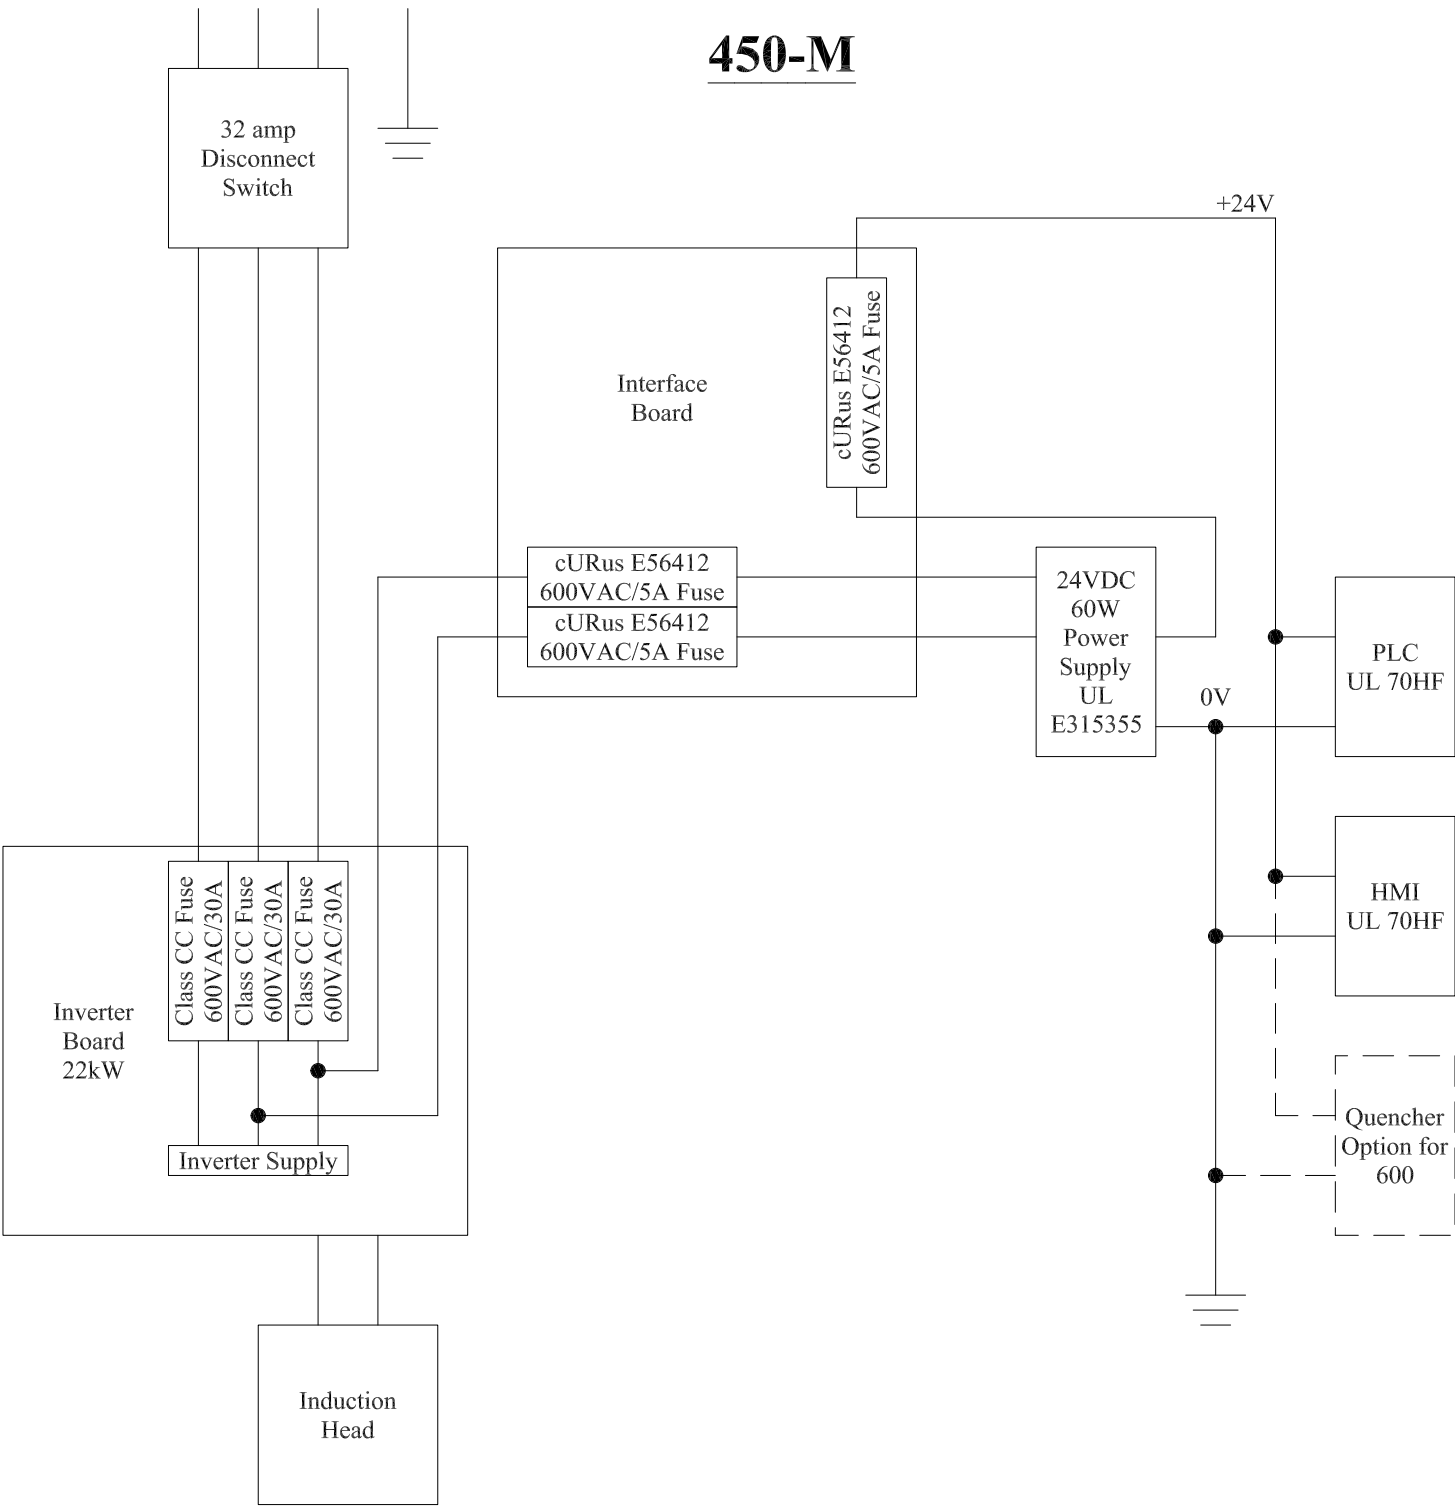 450-M
32 amp
Disconnect
Switch
+24V
cURus E56412
600VAC/5A Fuse
Interface
Board
cURus E56412
600VAC/5A Fuse
cURus E56412
600VAC/5A Fuse
24VDC
60W
Power
Supply
UL
E315355
0V
PLC
UL 70HF
HMI
UL 70HF
Class CC Fuse
600VAC/30A
Class CC Fuse
600VAC/30A
Class CC Fuse
600VAC/30A
Inverter
Board
22kW
Inverter Supply
Quencher
Option for
600
Induction
Head